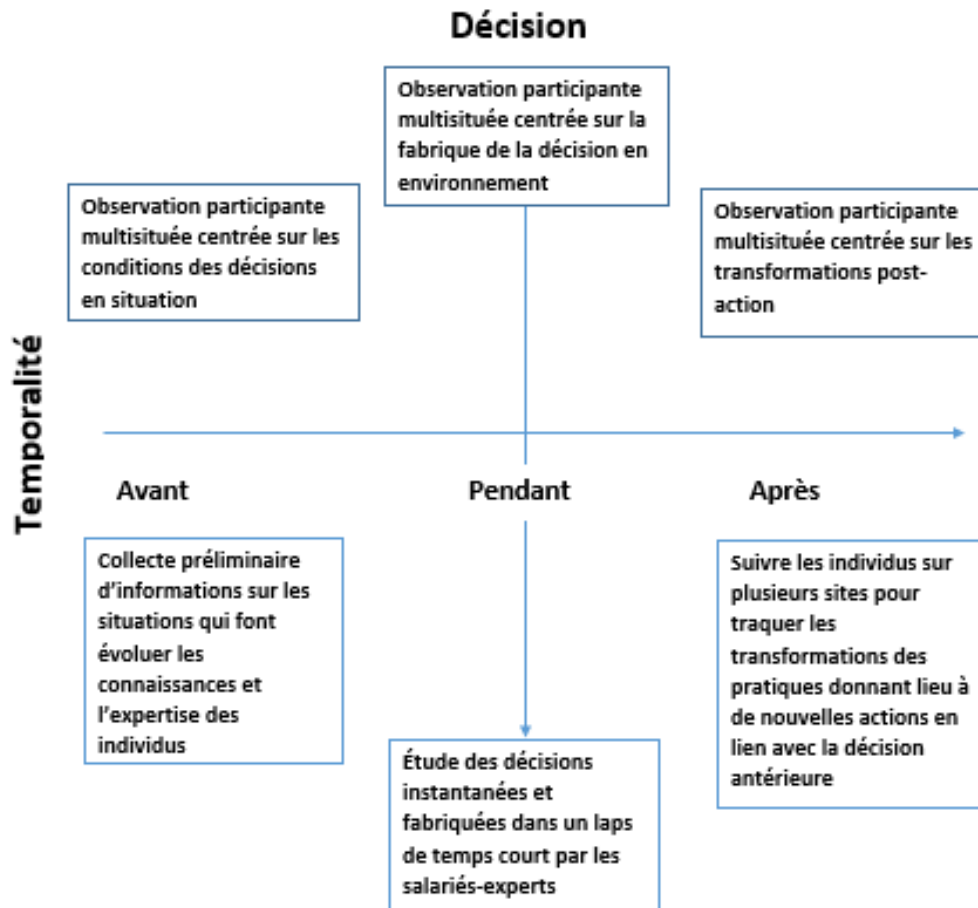 Décision
Observation participante
multisituée centrée sur la
fabrique de la décision en
environnement
Observation participante
multisituée centrée sur les
conditions des décisions
en situation
Observation participante
multisituée centrée sur les
transformations post-
action
Temporalité
Avant
Pendant
Après
Collecte préliminaire
d'informations sur les
situations qui font
évoluer les
connaissances et
l'expertise des
individus
Étude des décisions
instantanées et
fabriquées dans un laps
de temps court par les
salariés-experts
Suivre les individus sur
plusieurs sites pour
traquer les
transformations des
pratiques donnant lieu à
de nouvelles actions en
lien avec la décision
antérieure